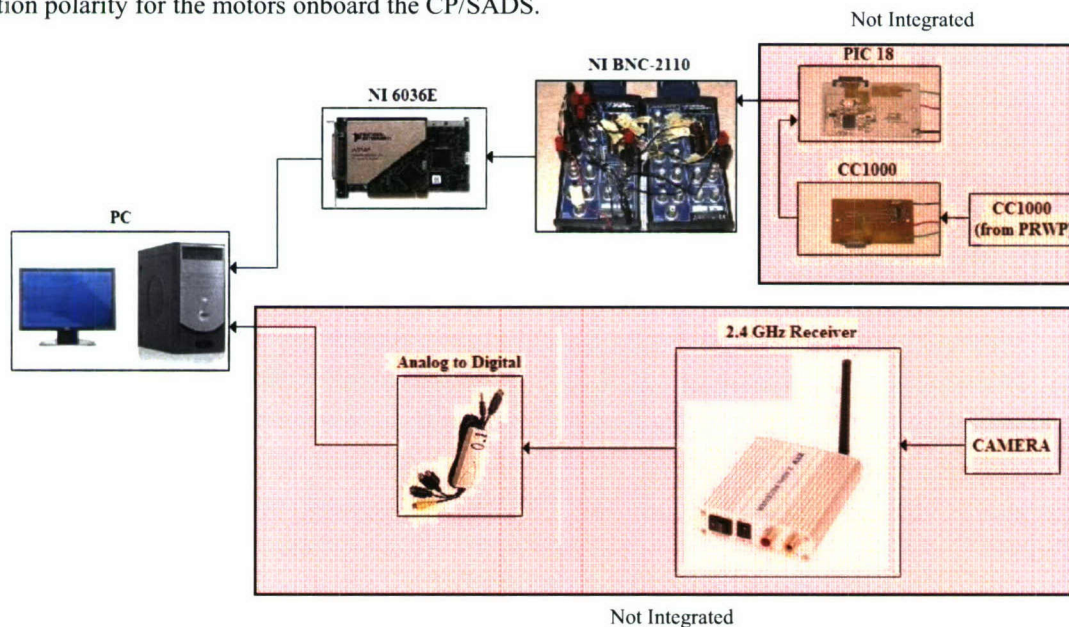 tion polarity for the motors onboard the CP/SADS.
Not Integrated
PIC 18
NI BNC-2110
NI 6036E
CC1000
CC1000
(from PRWP)
PC
2.4 GHz Receiver
Analog to Digital
CAMERA
Not Integrated